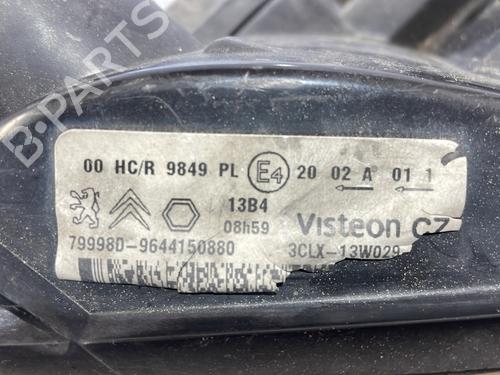 B-PARTS
00 HC/R 9849 PL E4 20 02 A 01 1
13B4
08h59
Visteon CZ
79998D-9644150880
3CLX-13W029